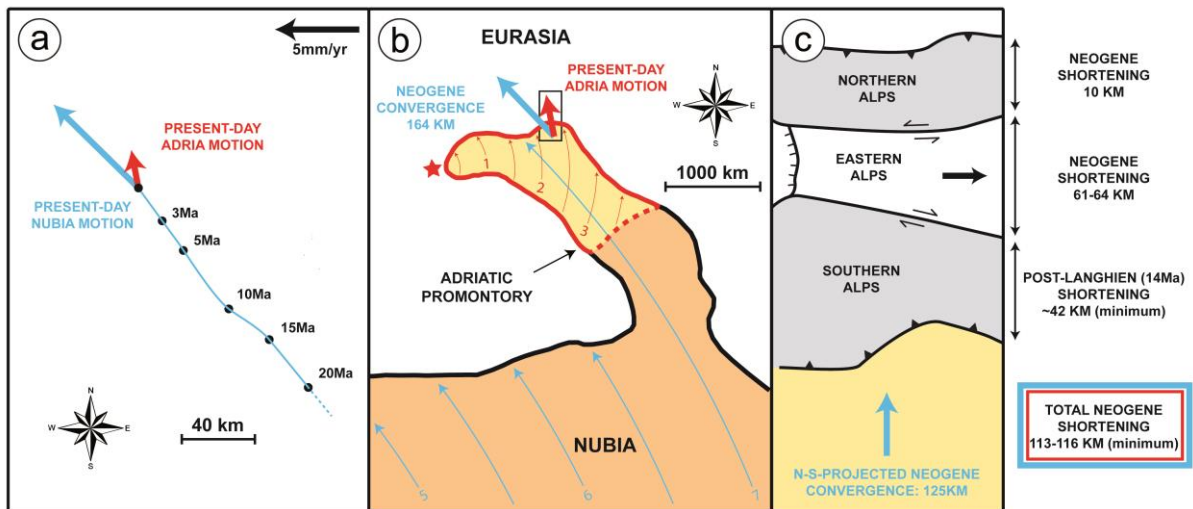 a
5mm/yr
PRESENT-DAY
ADRIA MOTION
PRESENT-DAY
NUBIA MOTION
3Ma
5Ma
10Ma
15Ma
20Ma
N
W E
S
40 km
b
EURASIA
NEOGENE
CONVERGENCE
164 KM
PRESENT-DAY
ADRIA MOTION
N
W E
S
1000 km
1
2
3
ADRIATIC
PROMONTORY
NUBIA
5
6
7
c
NORTHERN
ALPS
EASTERN
ALPS
SOUTHERN
ALPS
N-S-PROJECTED NEOGENE
CONVERGENCE: 125KM
NEOGENE
SHORTENING
10 KM
NEOGENE
SHORTENING
61-64 KM
POST-LANGHIEN (14Ma)
SHORTENING
~42 KM (minimum)
TOTAL NEOGENE
SHORTENING
113-116 KM (minimum)